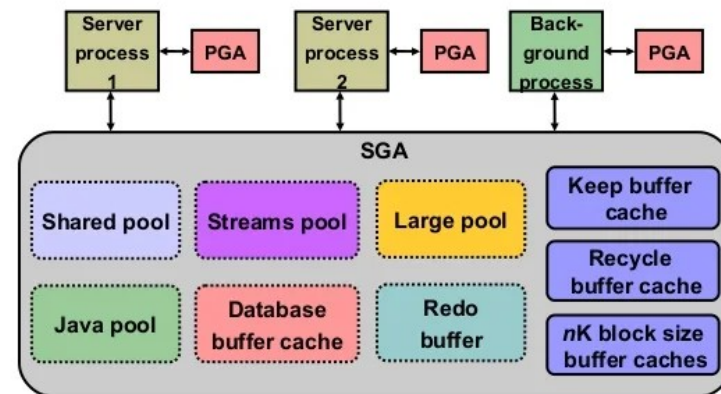 Server
process
1
PGA
Server
process
2
PGA
Back-
ground
process
PGA
SGA
Shared pool
Streams pool
Large pool
Keep buffer
cache
Recycle
buffer cache
Java pool
Database
buffer cache
Redo
buffer
nK block size
buffer caches